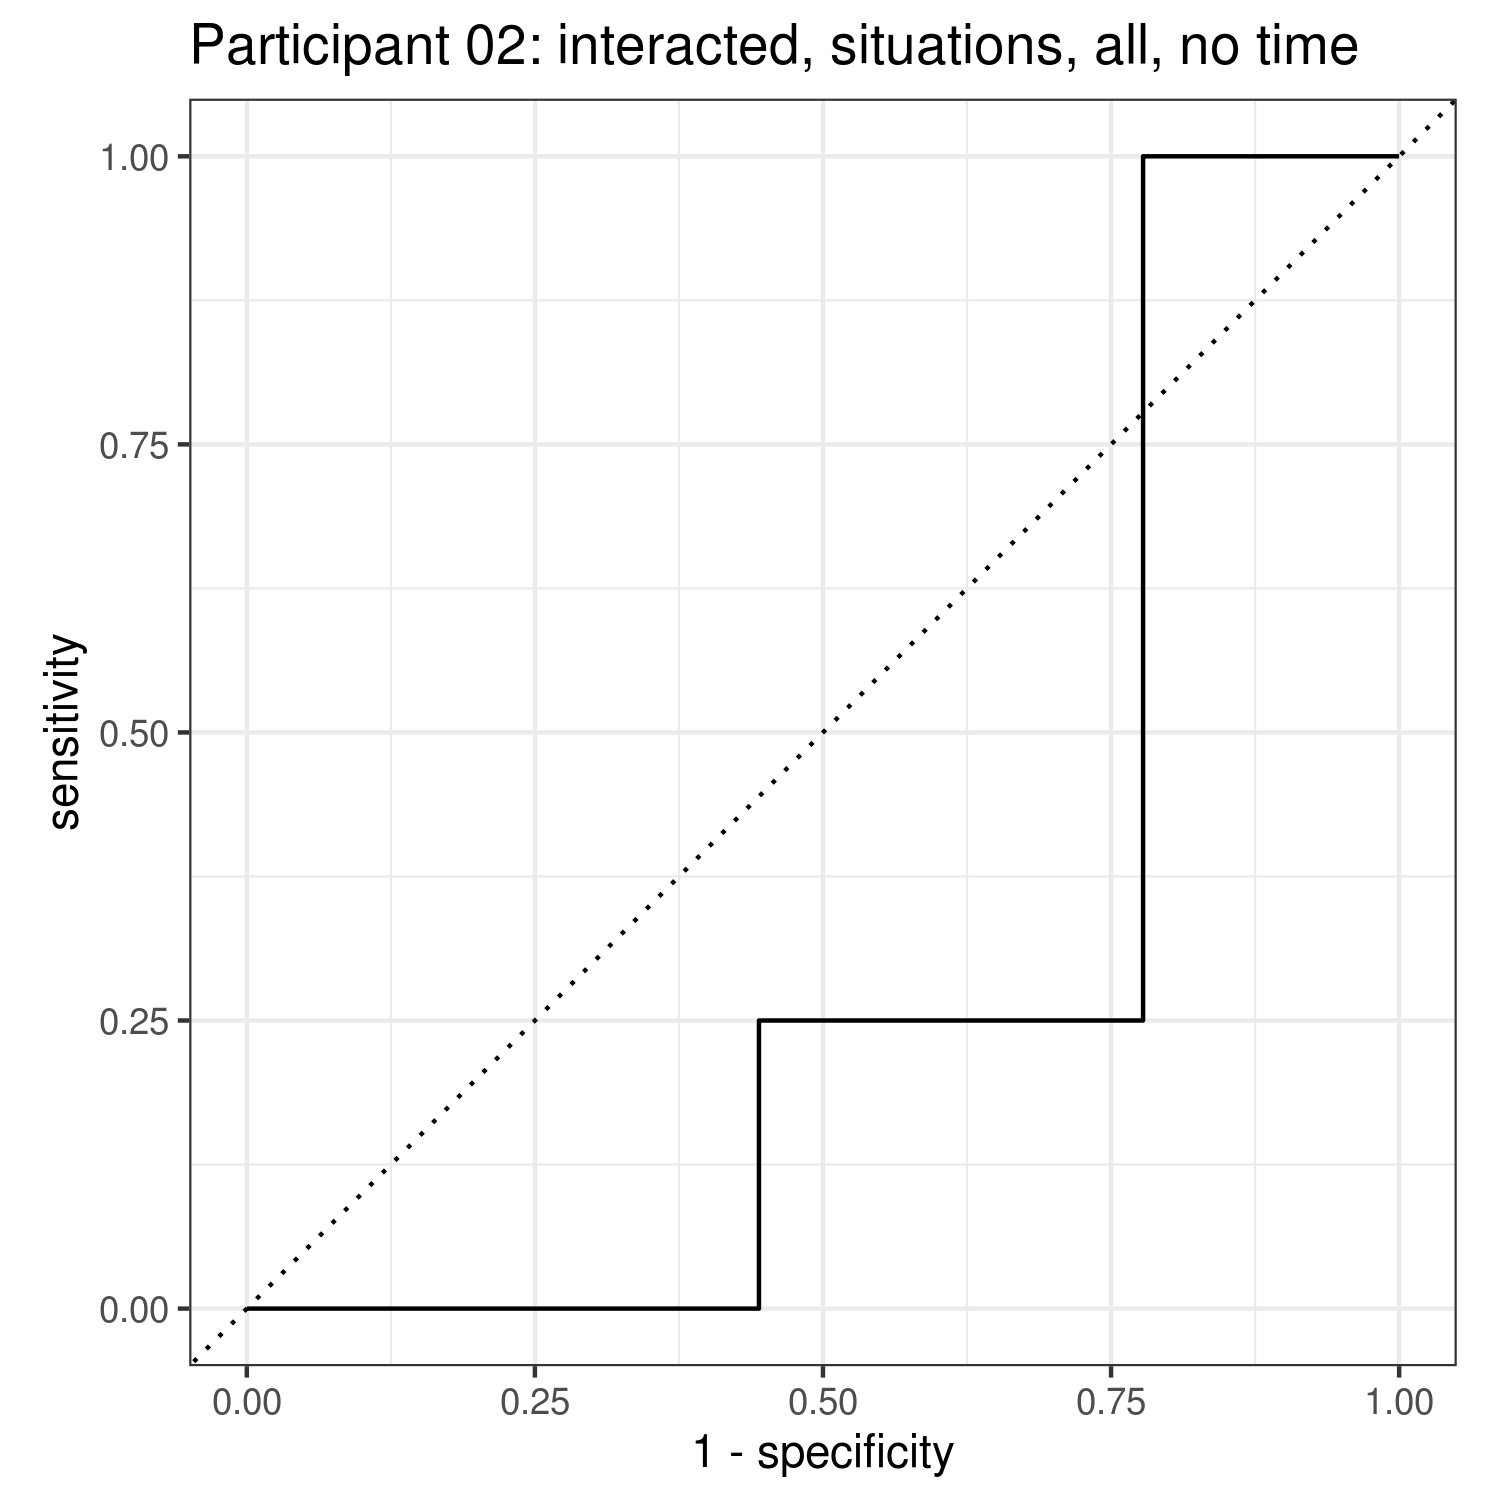 Participant 02: interacted, situations, all, no time
1.00
0.75
0.50
0.25
0.00
sensitivity
0.00 0.25 0.50 0.75 1.00
1 - specificity